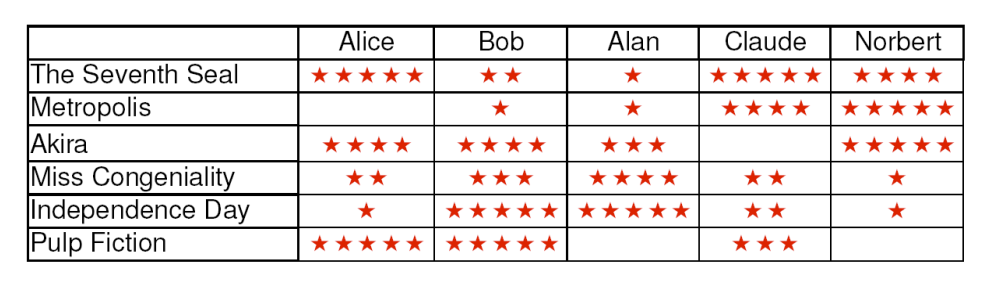 Alice Bob Alan Claude Norbert
The Seventh Seal ★★★★★ ★★ ★ ★★★★★ ★★★★
Metropolis ★ ★ ★★★★ ★★★★★
Akira ★★★★ ★★★★ ★★★ ★★★★★
Miss Congeniality ★★ ★★★ ★★★★ ★★ ★
Independence Day ★ ★★★★★ ★★★★★ ★★ ★
Pulp Fiction ★★★★★ ★★★★★ ★★★